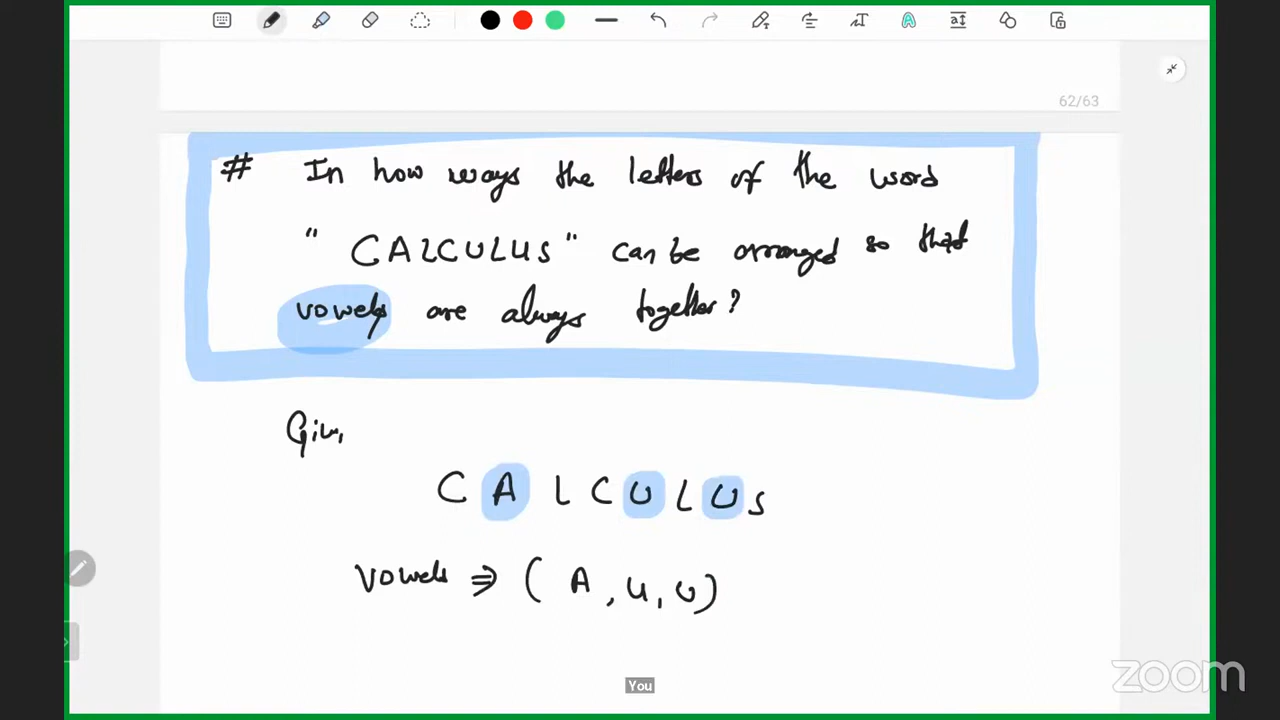 62/63
# In how ways the letters of the word
" CALCULUS " can be arranged so that
vowels are always together?
Givn,
C A L C U L U S
Vowels ⇒ ( A , U , U )
You
zoom